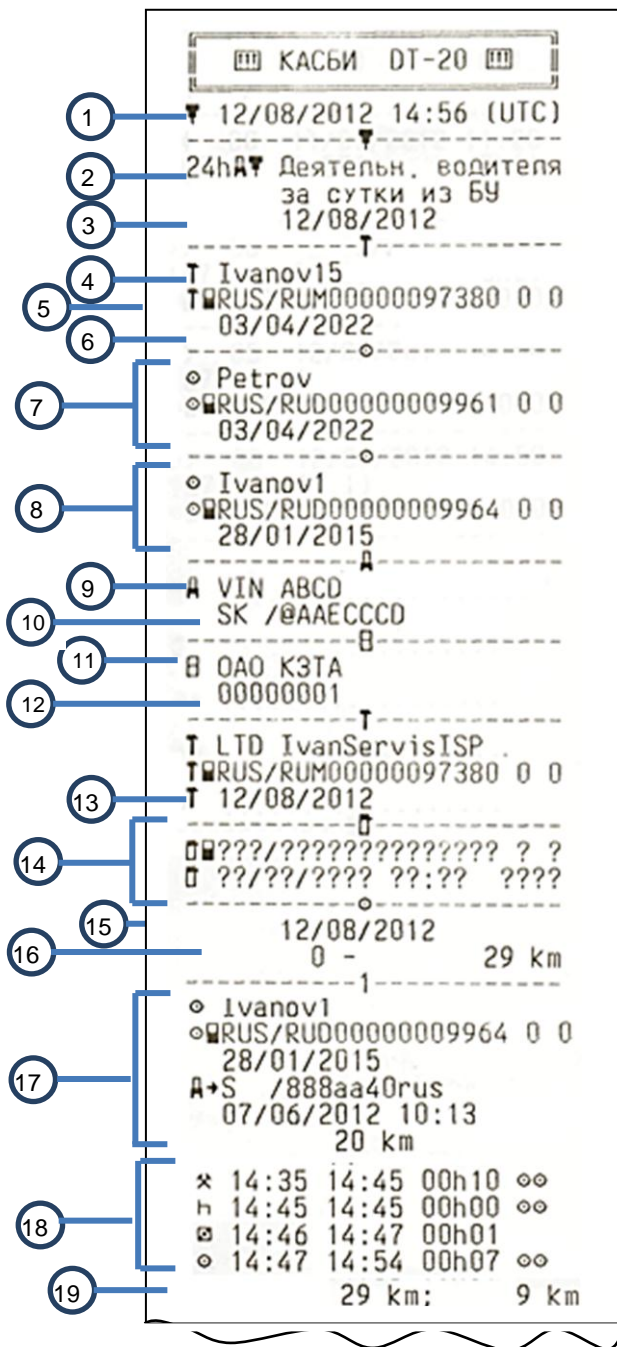 КАСБИ DT-20
1
12/08/2012 14:56 (UTC)
2
24h Деятельн. водителя
за сутки из БУ
3
12/08/2012
4
Ivanov15
5
RUS/RUM00000097380 0 0
6
03/04/2022
7
Petrov
RUS/RUD00000009961 0 0
03/04/2022
8
Ivanov1
RUS/RUD00000009964 0 0
28/01/2015
9
VIN ABCD
10
SK /@AAECCCD
11
ОАО КЗТА
12
00000001
LTD IvanServisISP
RUS/RUM00000097380 0 0
13
12/08/2012
14
???/?????????????? ? ?
??/??/???? ??:?? ????
15
12/08/2012
16
0 - 29 km
1
17
Ivanov1
RUS/RUD00000009964 0 0
28/01/2015
S /888aa40rus
07/06/2012 10:13
20 km
18
14:35 14:45 00h10
14:45 14:45 00h00
14:46 14:47 00h01
14:47 14:54 00h07
19
29 km; 9 km